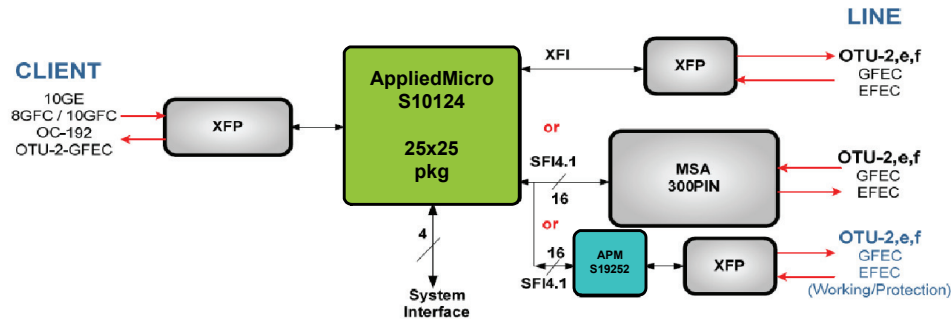 CLIENT
10GE
8GFC / 10GFC
OC-192
OTU-2-GFEC
XFP
AppliedMicro
S10124
25x25
pkg
4
System
Interface
LINE
XFI
XFP
OTU-2,e,f
GFEC
EFEC
or
SFI4.1
16
MSA
300PIN
OTU-2,e,f
GFEC
EFEC
or
16
SFI4.1
APM
S19252
XFP
OTU-2,e,f
GFEC
EFEC
(Working/Protection)